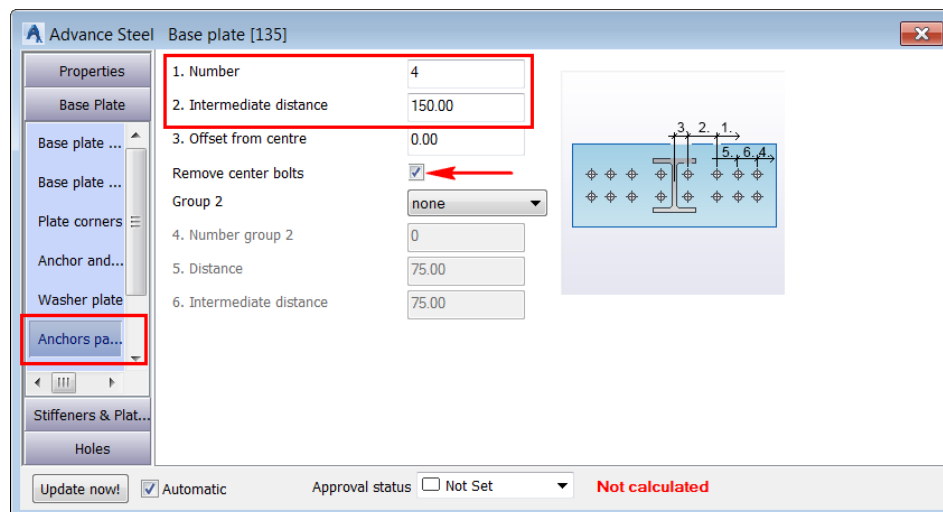 Advance Steel Base plate [135]
Properties
Base Plate
Base plate ...
Base plate ...
Plate corners
Anchor and...
Washer plate
Anchors pa...
Stiffeners & Plat...
Holes
1. Number 4
2. Intermediate distance 150.00
3. Offset from centre 0.00
Remove center bolts
Group 2 none
4. Number group 2 0
5. Distance 75.00
6. Intermediate distance 75.00
3. 2. 1.
5. 6. 4.
Update now! Automatic Approval status Not Set Not calculated